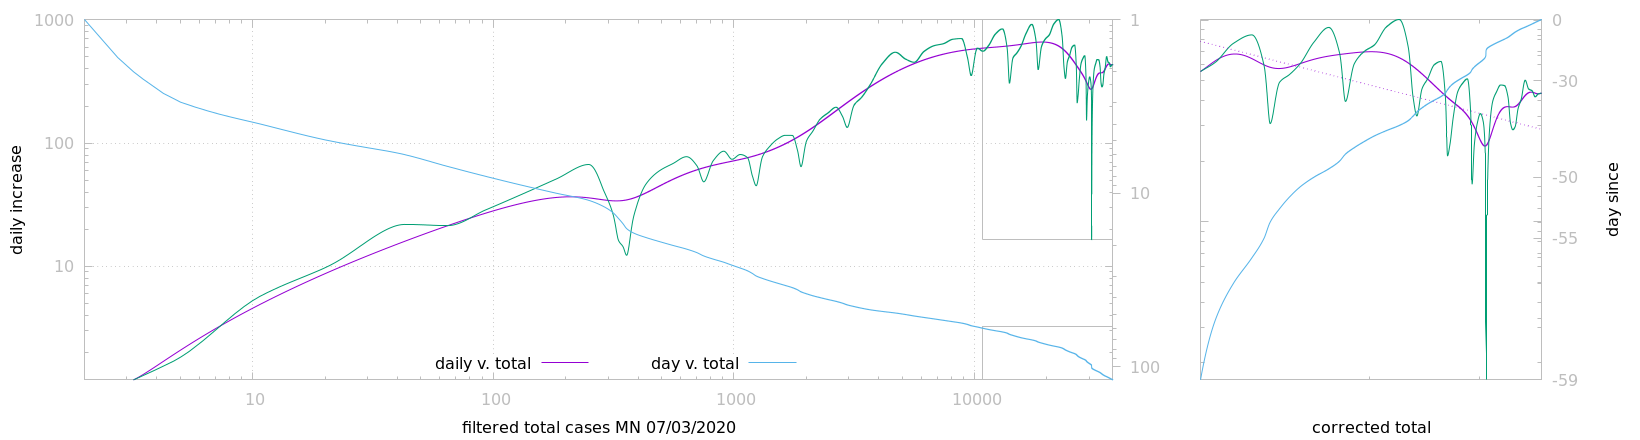 1000
100
10
daily increase
10
100
1000
10000
filtered total cases MN 07/03/2020
daily v. total
day v. total
1
10
100
0
-30
-50
-55
-59
day since
corrected total